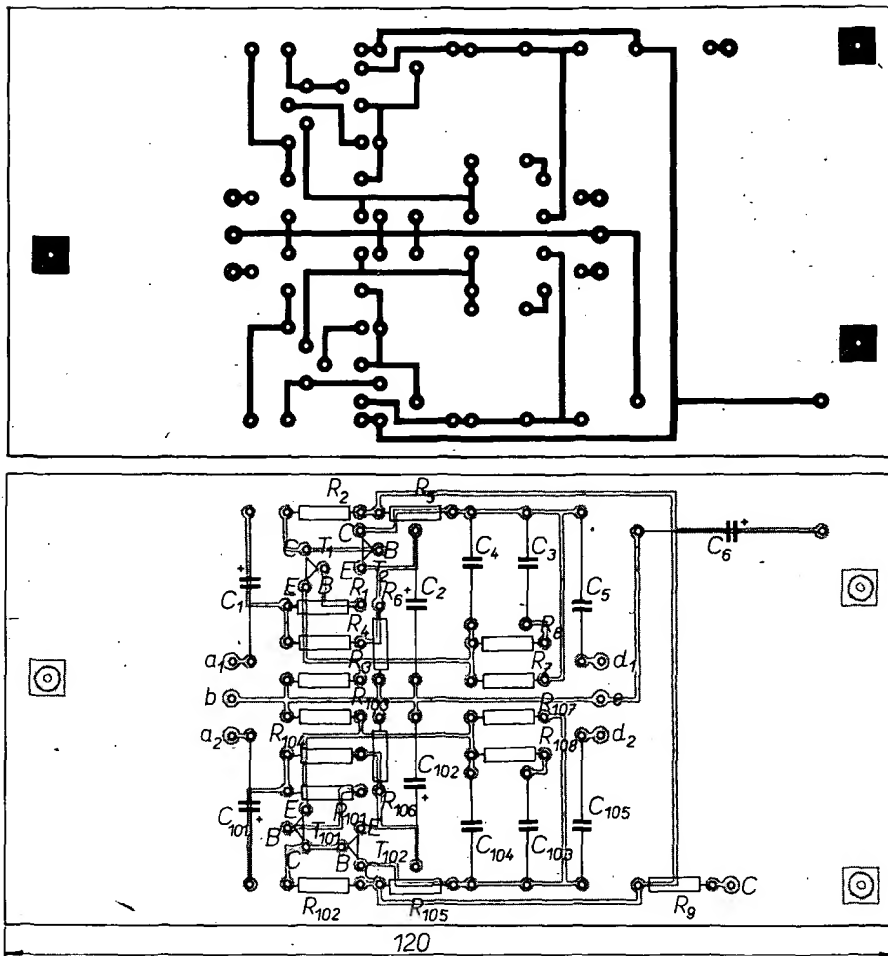 R2 R5
C T1 C B C4 C3 C6 +
+ E B E T2
C1 R1 R6 + C2 C5
R4 R8
a1 R3 R7 d1
b R103 R107 e
a2 R104 R108 d2
C102
C101 + E R101 R106 + C105
B T101 E
C B T102 C C104 C103
R102 R105 R9 C
120